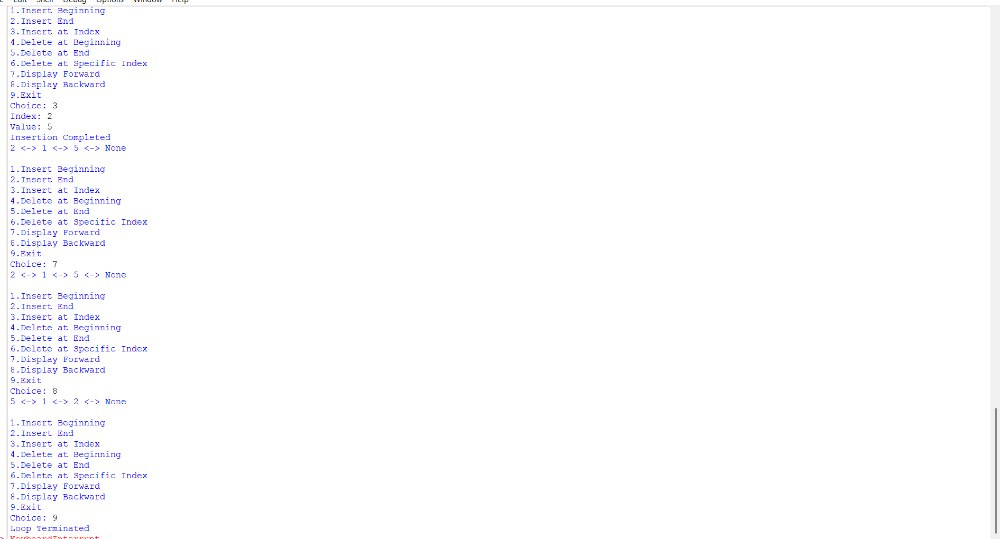 Edit Shell Debug Options Window Help
1.Insert Beginning
2.Insert End
3.Insert at Index
4.Delete at Beginning
5.Delete at End
6.Delete at Specific Index
7.Display Forward
8.Display Backward
9.Exit
Choice: 3
Index: 2
Value: 5
Insertion Completed
2 <-> 1 <-> 5 <-> None
1.Insert Beginning
2.Insert End
3.Insert at Index
4.Delete at Beginning
5.Delete at End
6.Delete at Specific Index
7.Display Forward
8.Display Backward
9.Exit
Choice: 7
2 <-> 1 <-> 5 <-> None
1.Insert Beginning
2.Insert End
3.Insert at Index
4.Delete at Beginning
5.Delete at End
6.Delete at Specific Index
7.Display Forward
8.Display Backward
9.Exit
Choice: 8
5 <-> 1 <-> 2 <-> None
1.Insert Beginning
2.Insert End
3.Insert at Index
4.Delete at Beginning
5.Delete at End
6.Delete at Specific Index
7.Display Forward
8.Display Backward
9.Exit
Choice: 9
Loop Terminated
> KeyboardInterrupt